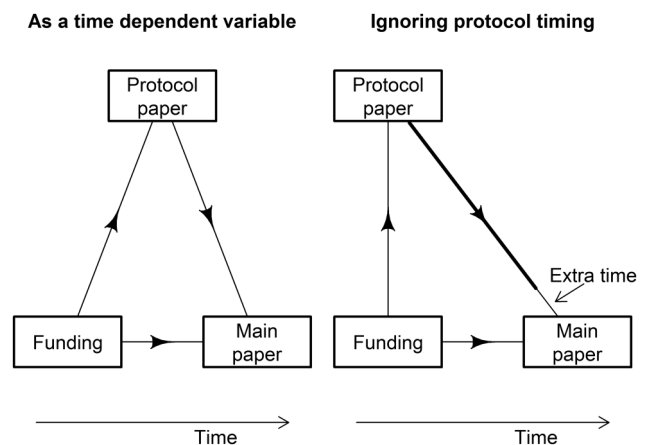 As a time dependent variable
Protocol
paper
Funding
Main
paper
Time
Ignoring protocol timing
Protocol
paper
Extra time
Funding
Main
paper
Time